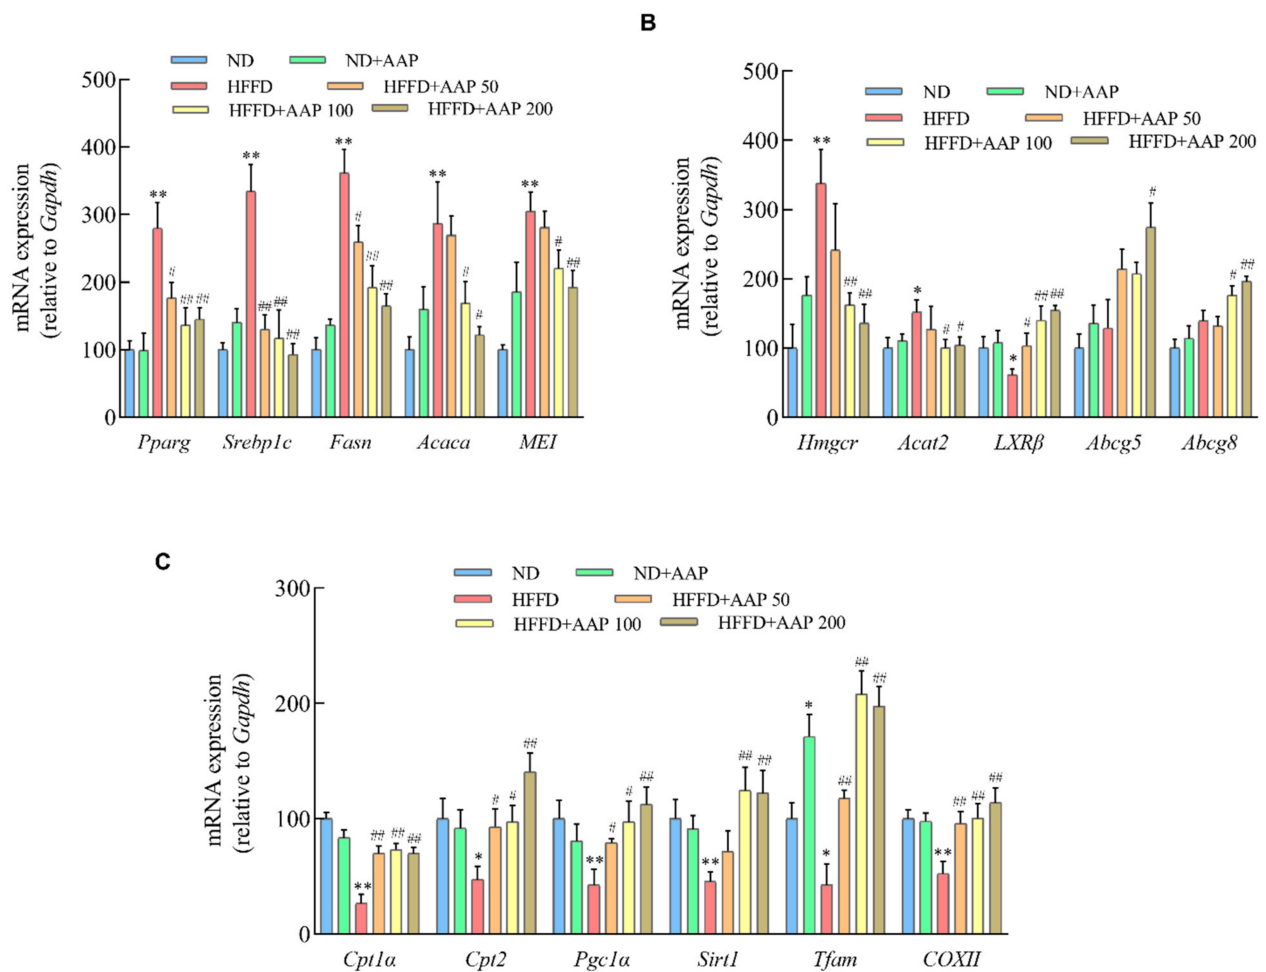 B
ND
ND+AAP
HFFD
HFFD+AAP 50
HFFD+AAP 100
HFFD+AAP 200
mRNA expression
(relative to Gapdh)
500
400
300
200
100
0
**
#
##
##
**
##
##
##
**
#
##
##
**
#
#
**
#
##
Pparg
Srebp1c
Fasn
Acaca
MEI
ND
ND+AAP
HFFD
HFFD+AAP 50
HFFD+AAP 100
HFFD+AAP 200
mRNA expression
(relative to Gapdh)
500
400
300
200
100
0
**
##
##
*
#
#
*
#
##
##
#
#
##
Hmgcr
Acat2
LXRβ
Abcg5
Abcg8
C
ND
ND+AAP
HFFD
HFFD+AAP 50
HFFD+AAP 100
HFFD+AAP 200
mRNA expression
(relative to Gapdh)
300
200
100
0
**
##
##
##
*
#
#
##
**
#
#
##
**
##
##
*
*
##
##
##
**
##
##
##
Cpt1α
Cpt2
Pgc1α
Sirt1
Tfam
COXII